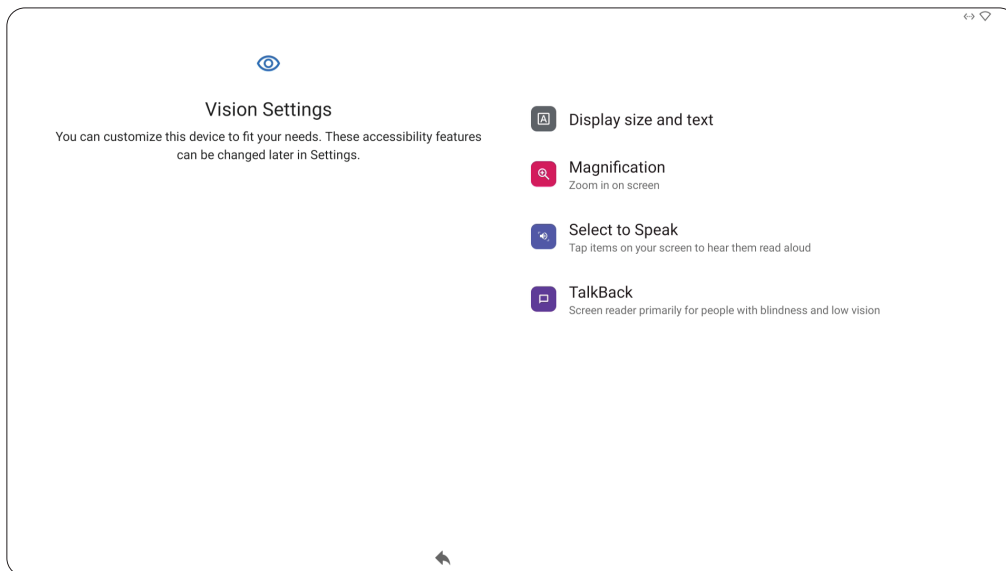 Vision Settings
You can customize this device to fit your needs. These accessibility features
can be changed later in Settings.
A Display size and text
Magnification
Zoom in on screen
Select to Speak
Tap items on your screen to hear them read aloud
TalkBack
Screen reader primarily for people with blindness and low vision